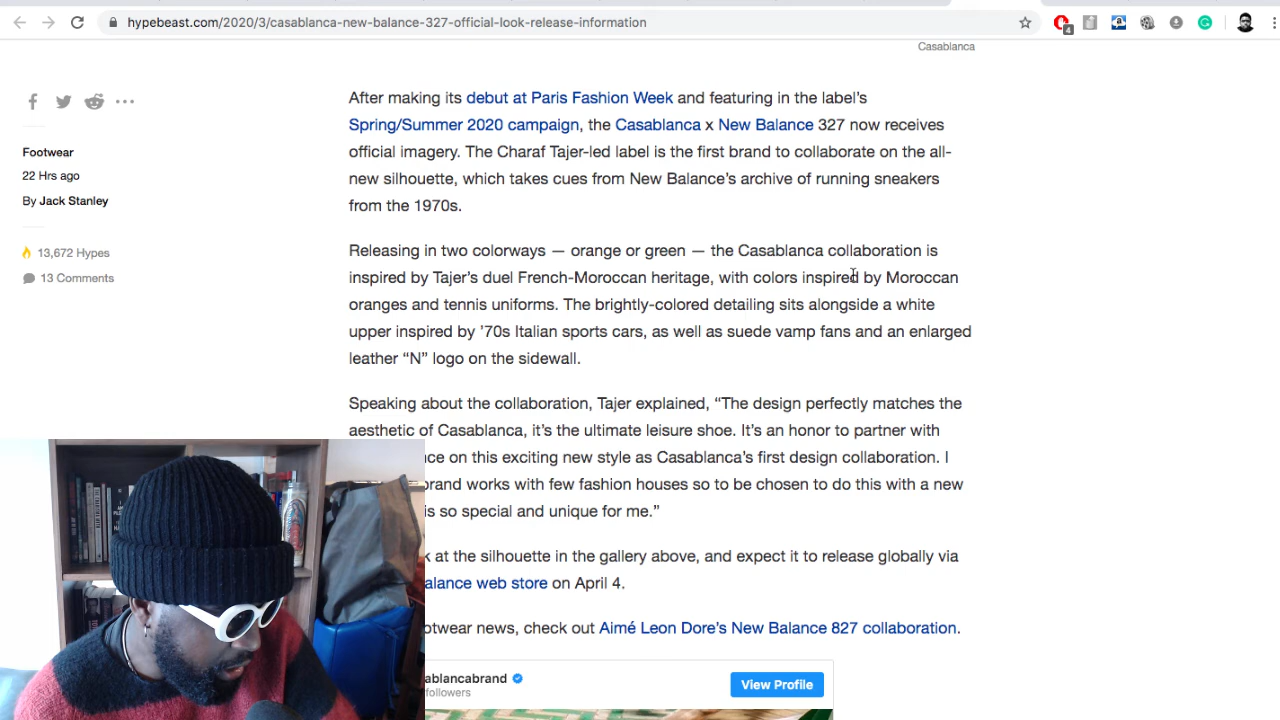 hypebeast.com/2020/3/casablanca-new-balance-327-official-look-release-information
4
Casablanca
Footwear
22 Hrs ago
By Jack Stanley
13,672 Hypes
13 Comments
After making its debut at Paris Fashion Week and featuring in the label's
Spring/Summer 2020 campaign, the Casablanca x New Balance 327 now receives
official imagery. The Charaf Tajer-led label is the first brand to collaborate on the all-
new silhouette, which takes cues from New Balance's archive of running sneakers
from the 1970s.
Releasing in two colorways — orange or green — the Casablanca collaboration is
inspired by Tajer's duel French-Moroccan heritage, with colors inspired by Moroccan
oranges and tennis uniforms. The brightly-colored detailing sits alongside a white
upper inspired by '70s Italian sports cars, as well as suede vamp fans and an enlarged
leather “N” logo on the sidewall.
Speaking about the collaboration, Tajer explained, “The design perfectly matches the
aesthetic of Casablanca, it's the ultimate leisure shoe. It's an honor to partner with
nce on this exciting new style as Casablanca's first design collaboration. I
brand works with few fashion houses so to be chosen to do this with a new
is so special and unique for me.”
k at the silhouette in the gallery above, and expect it to release globally via
alance web store on April 4.
otwear news, check out Aimé Leon Dore's New Balance 827 collaboration.
ablancabrand
followers
View Profile